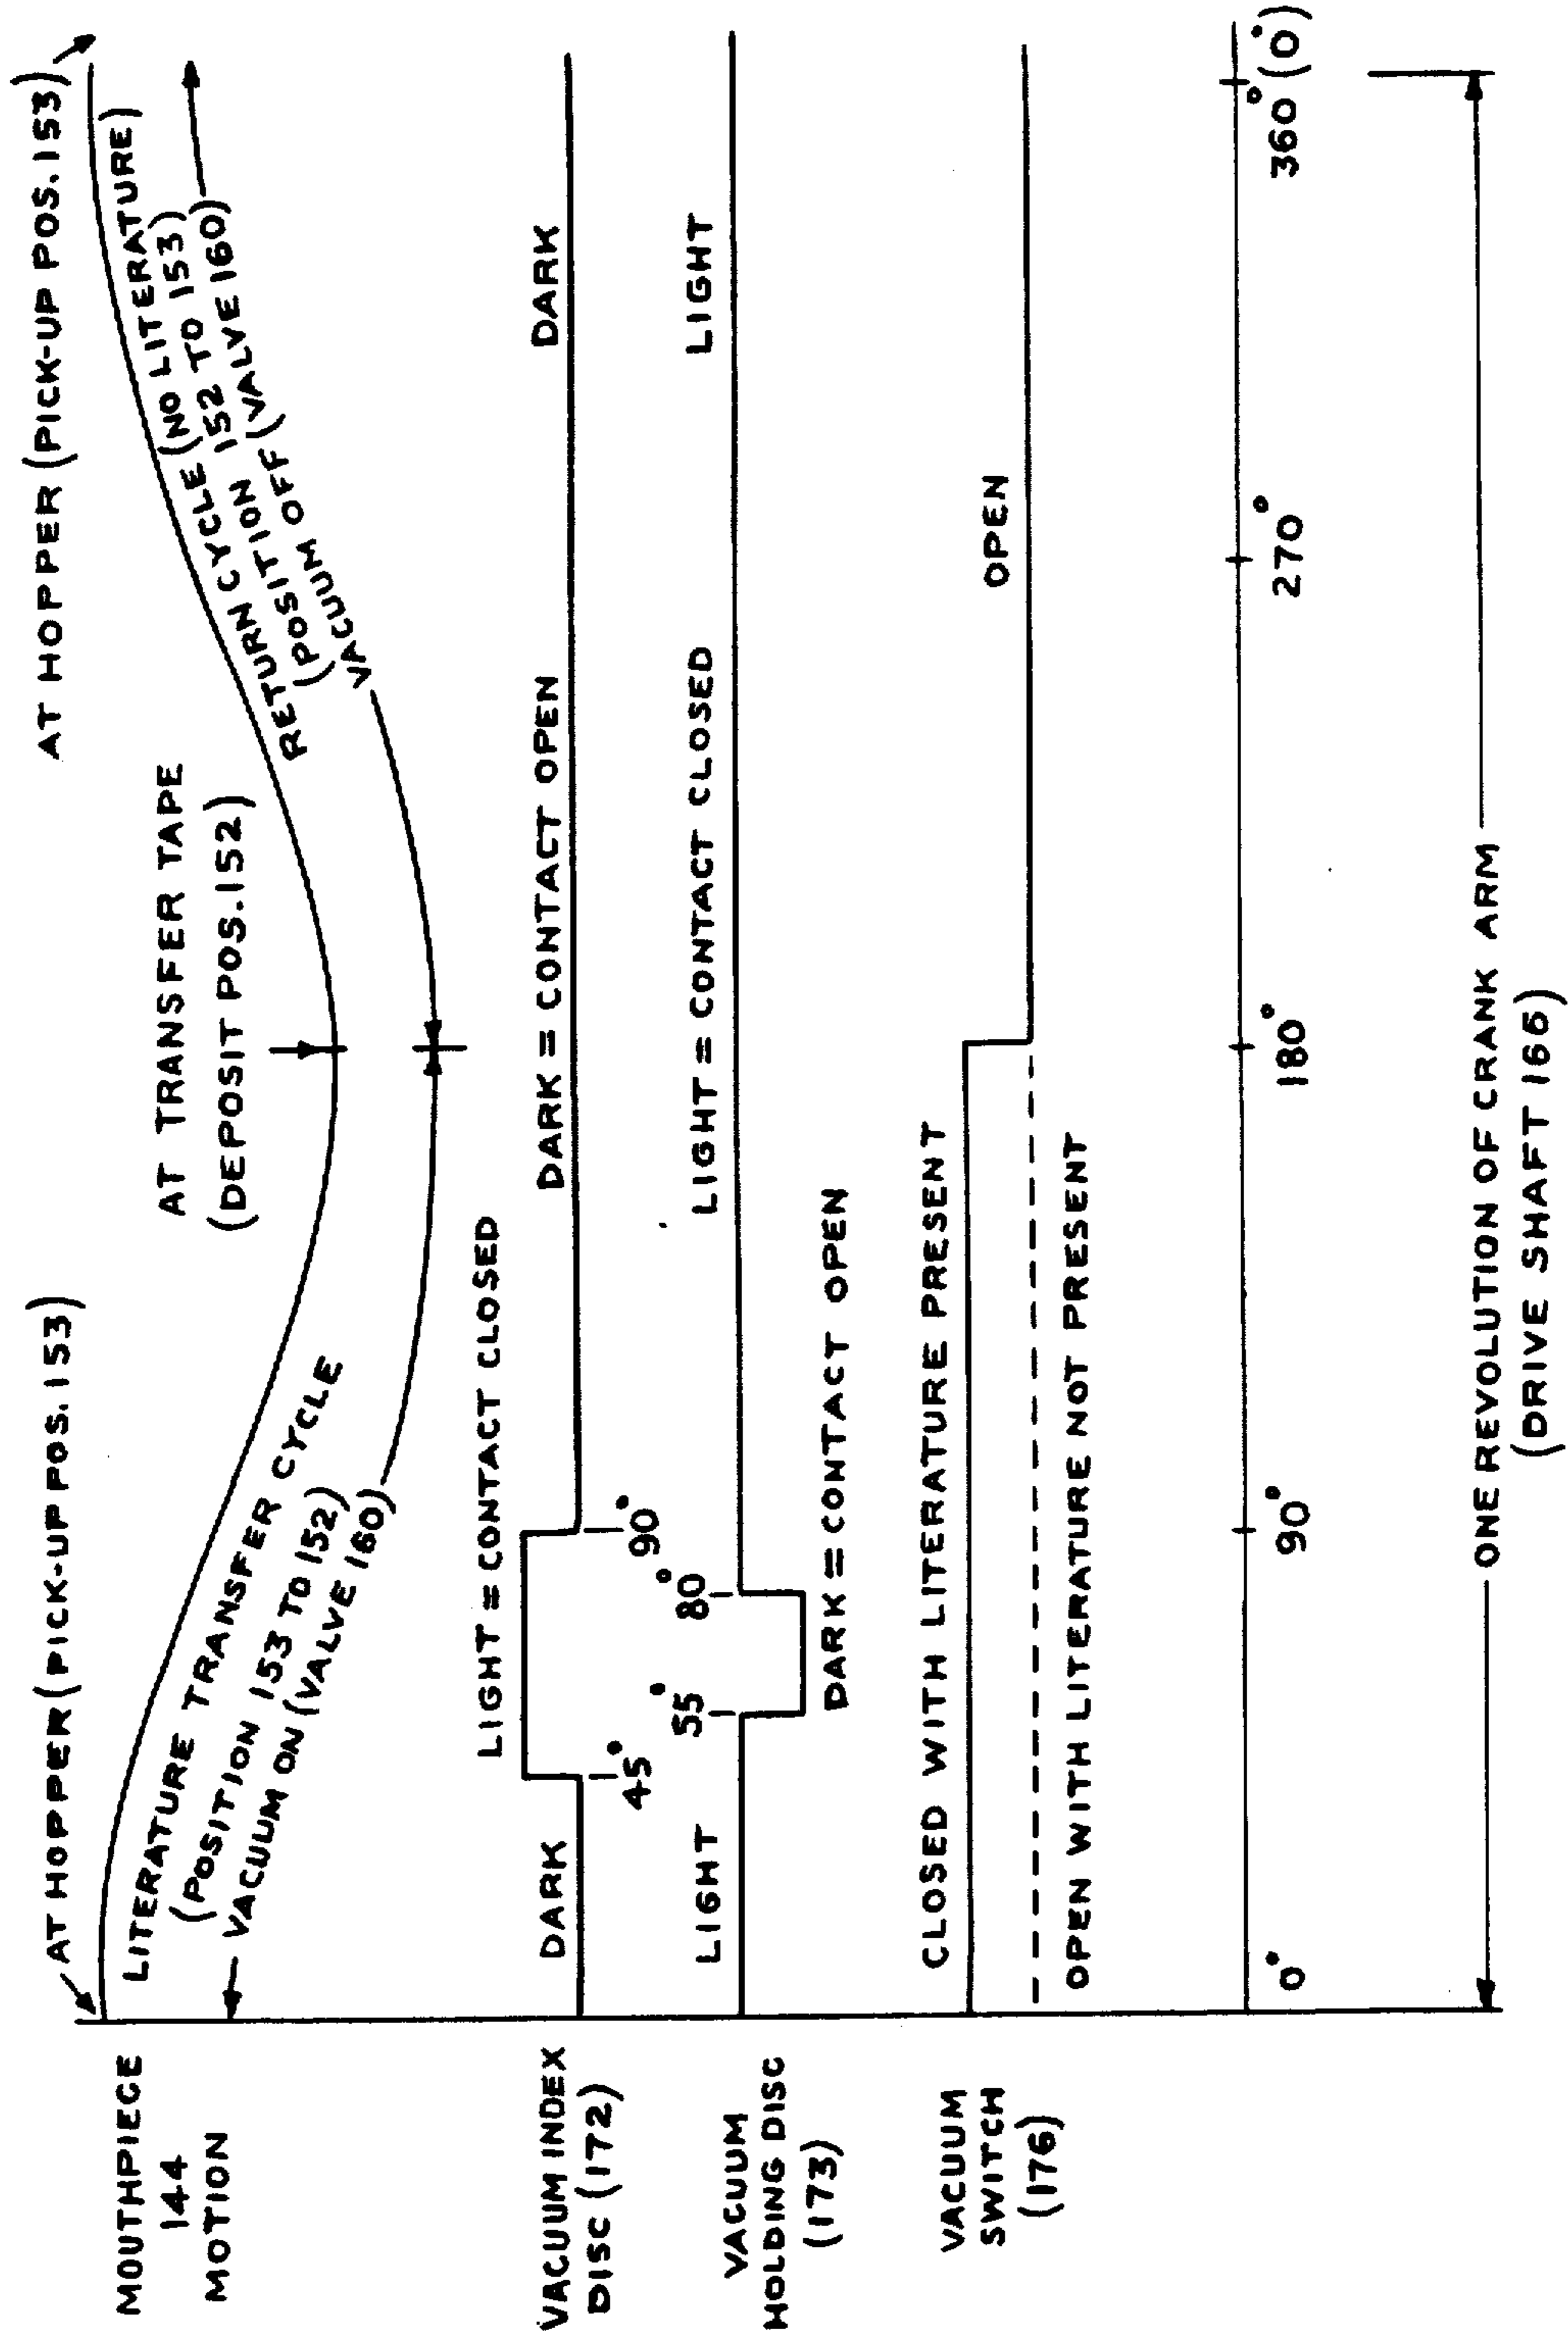 AT HOPPER (PICK-UP POS.153)
AT HOPPER (PICK-UP POS.153)
AT TRANSFER TAPE
(DEPOSIT POS.152)
MOUTHPIECE
144
MOTION
LITERATURE TRANSFER CYCLE
(POSITION 153 TO 152)
VACUUM ON (VALVE 160)
RETURN CYCLE (NO LITERATURE)
(POSITION 152 TO 153)
VACUUM OFF (VALVE 160)
VACUUM INDEX
DISC (172)
DARK
LIGHT = CONTACT CLOSED
DARK = CONTACT OPEN
DARK
45°
90°
VACUUM
HOLDING DISC
(173)
LIGHT
55°
80°
LIGHT = CONTACT CLOSED
LIGHT
DARK = CONTACT OPEN
VACUUM
SWITCH
(176)
CLOSED WITH LITERATURE PRESENT
OPEN
OPEN WITH LITERATURE NOT PRESENT
0°
90°
180°
270°
360° (0°)
ONE REVOLUTION OF CRANK ARM
(DRIVE SHAFT 166)